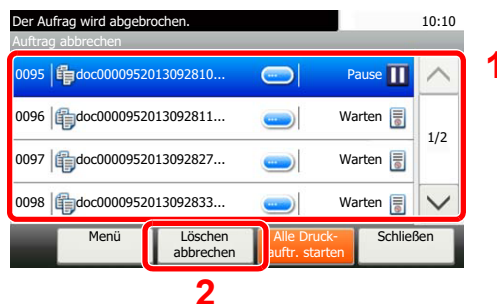 Der Aufrag wird abgebrochen. 10:10
Auftrag abbrechen
1
0095 doc0000952013092810... Pause
0096 doc0000952013092811... Warten
1/2
0097 doc0000952013092827... Warten
0098 doc0000952013092833... Warten
Menü Löschen Alle Druck- Schließen
abbrechen auftr. starten
2